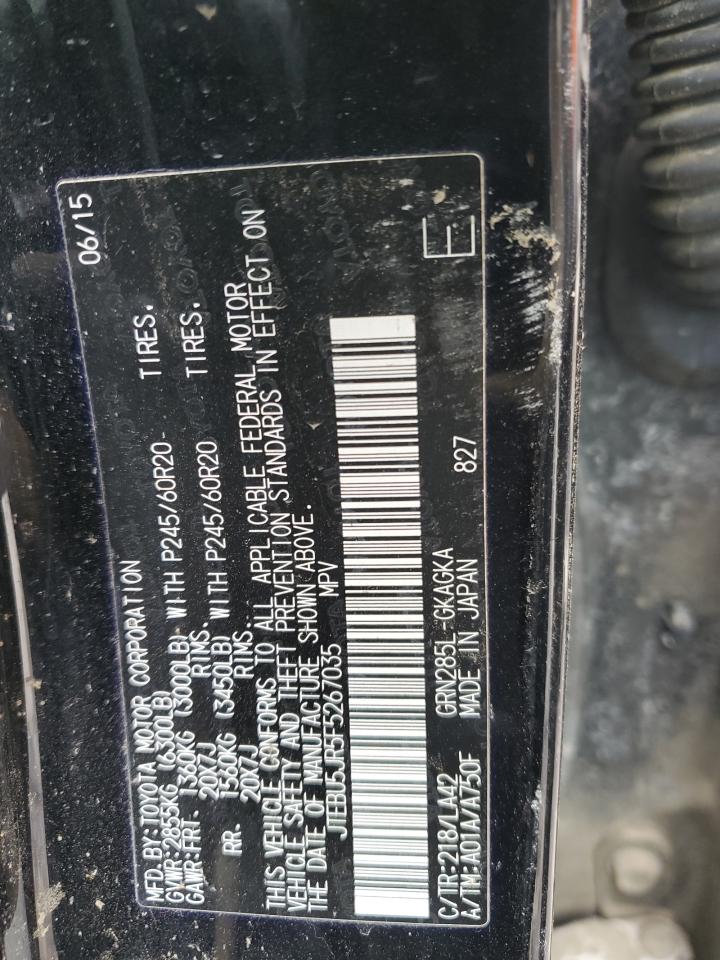 MFD. BY:TOYOTA MOTOR CORPORATION 06/15
GVWR:2855KG (6300LB)
GAWR:FRT. 1360KG (3000LB) WITH P245/60R20 TIRES.
20X7J RIMS.
RR. 1560KG (3450LB) WITH P245/60R20 TIRES.
20X7J RIMS.
THIS VEHICLE CONFORMS TO ALL APPLICABLE FEDERAL MOTOR
VEHICLE SAFETY AND THEFT PREVENTION STANDARDS IN EFFECT ON
THE DATE OF MANUFACTURE SHOWN ABOVE.
JTEBU5JR5F5267035 MPV
C/TR:218/LA42 GRN285L-GKAGKA 827
A/TM:A01A/A750F MADE IN JAPAN
E